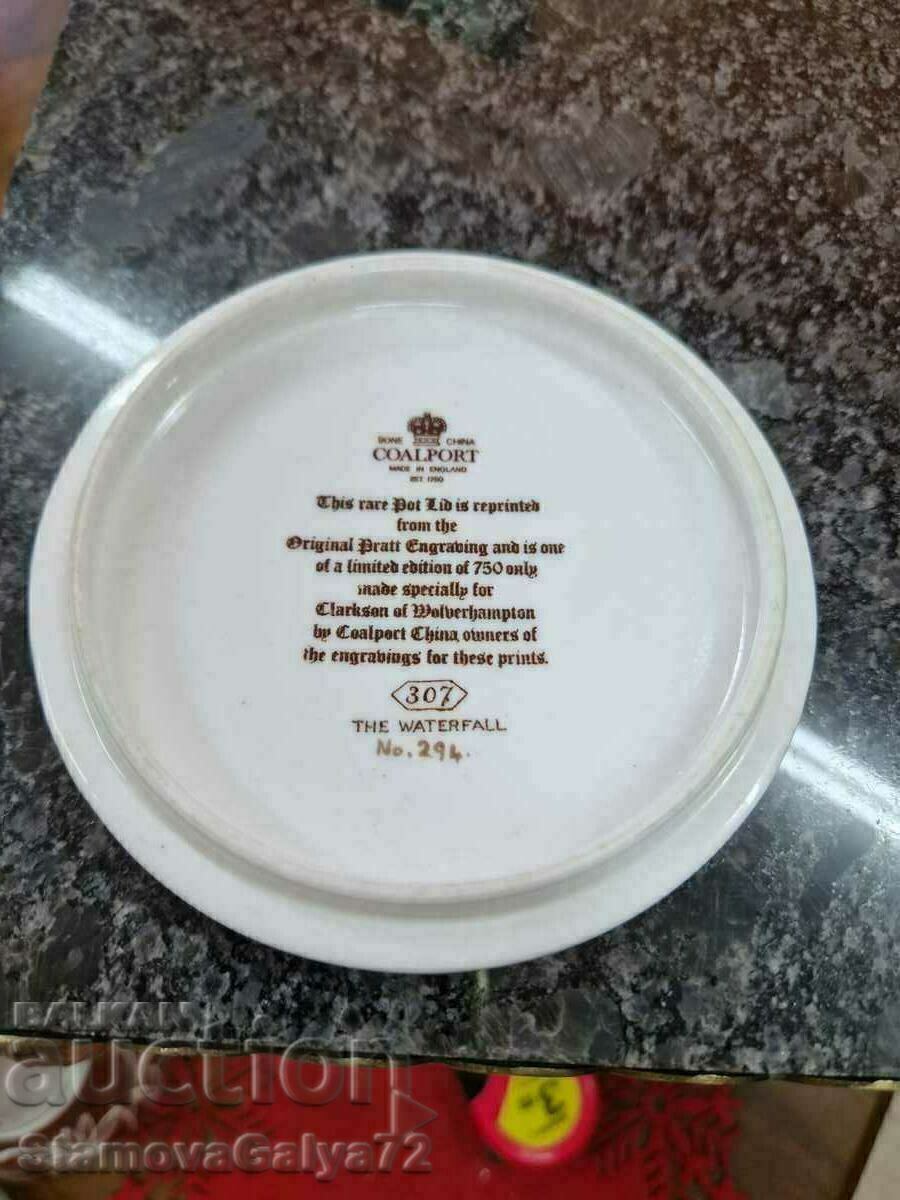 BONE CHINA
COALPORT
MADE IN ENGLAND
EST 1750
This rare Pot Lid is reprinted
from the
Original Pratt Engraving and is one
of a limited edition of 750 only
made specially for
Clarkson of Wolverhampton
by Coalport China, owners of
the engravings for these prints.
307
THE WATERFALL
No. 294.
BALKAN
auction
StamovaGalya72